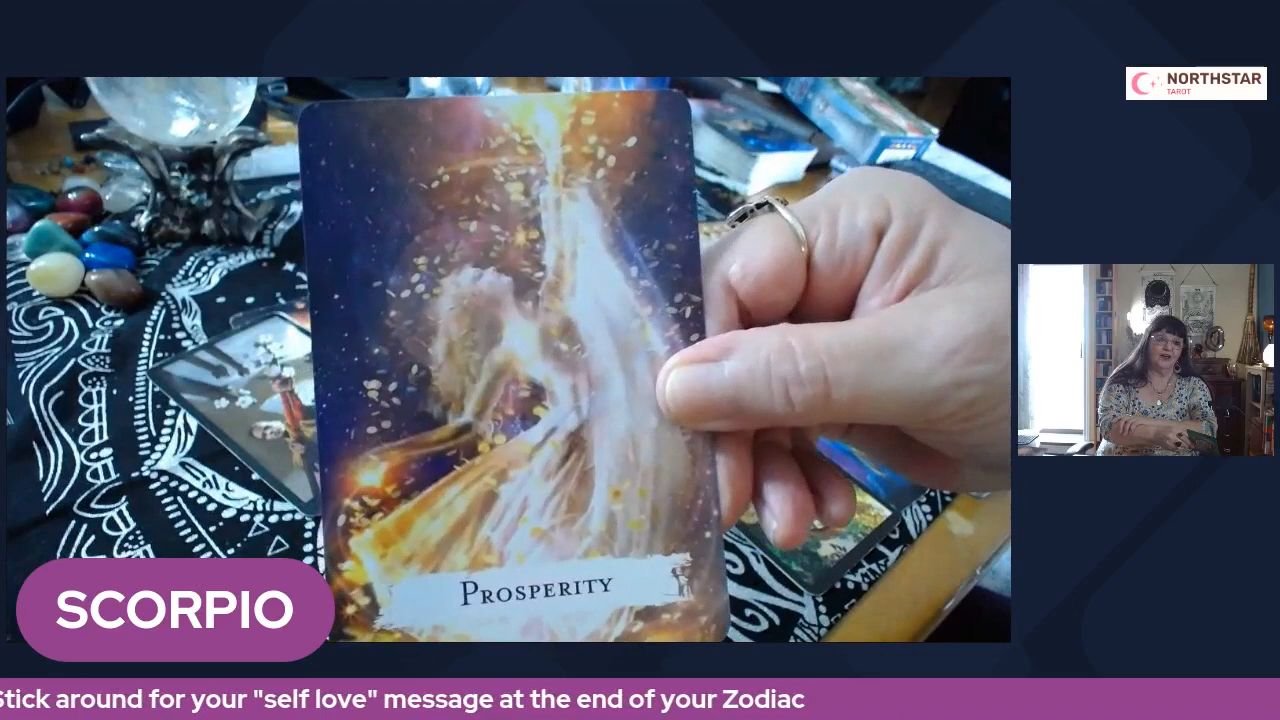 NORTHSTAR
TAROT
PROSPERITY
SCORPIO
Stick around for your "self love" message at the end of your Zodiac